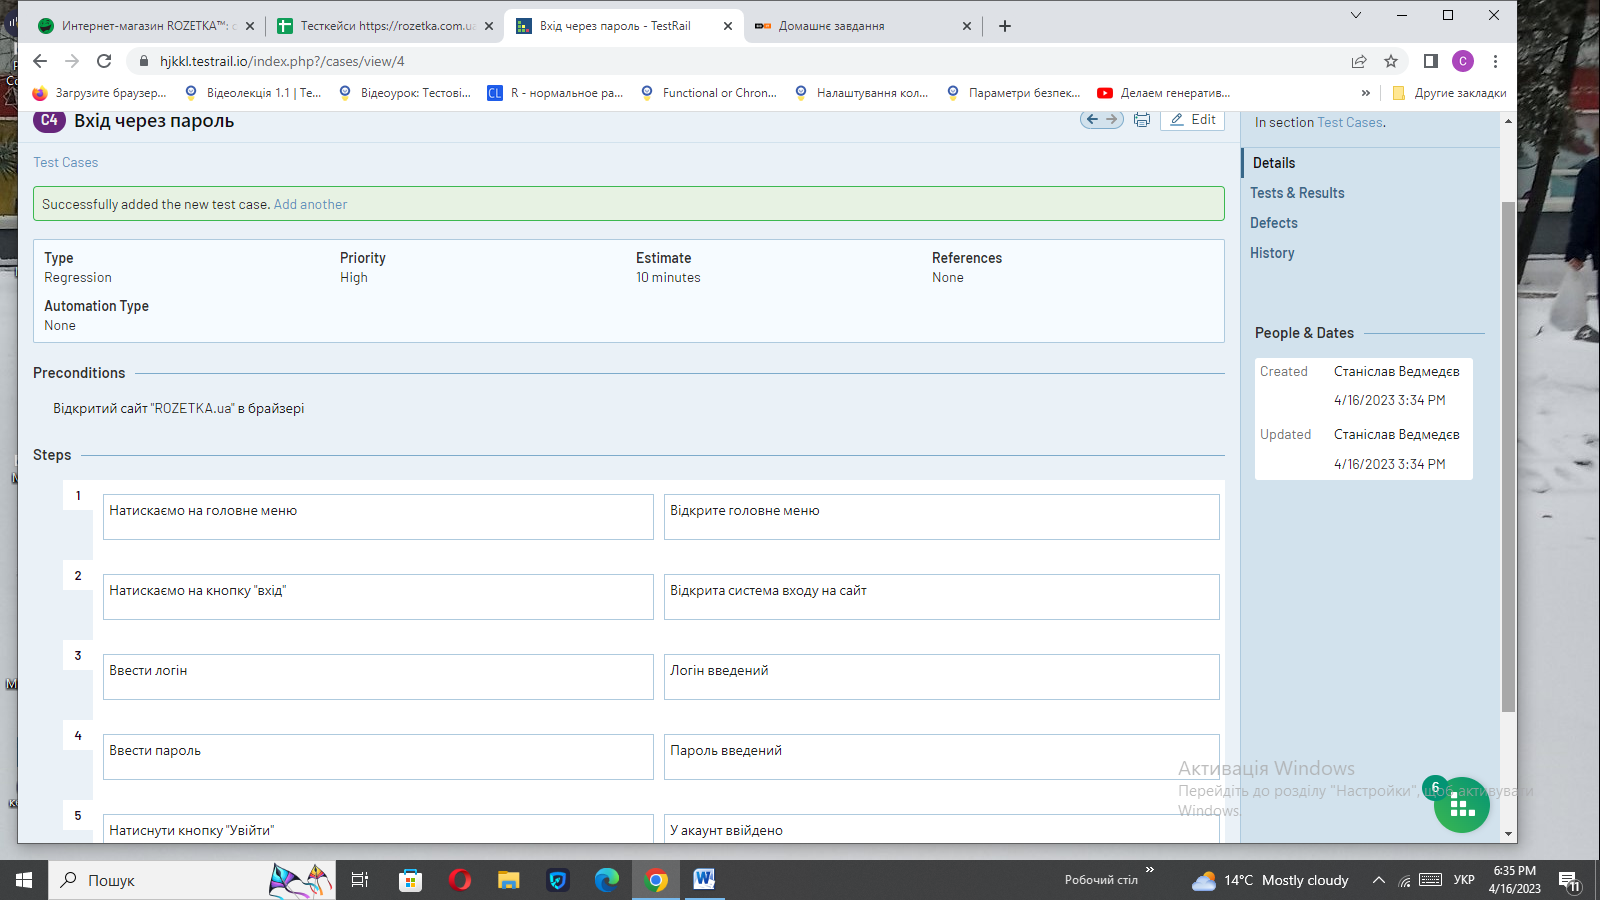 Интернет-магазин ROZETKA™: с
Тесткейси https://rozetka.com.ua
Вхід через пароль - TestRail
Домашнє завдання
hjkkl.testrail.io/index.php?/cases/view/4
C
Загрузите браузер...
Відеолекція 1.1 | Те...
Відеоурок: Тестові...
CL R - нормальное ра...
Functional or Chron...
Налаштування кол...
Параметри безпек...
Делаем генератив...
»
Другие закладки
C4 Вхід через пароль
Edit
In section Test Cases.
Test Cases
Details
Successfully added the new test case. Add another
Tests & Results
Defects
History
Type
Priority
Estimate
References
Regression
High
10 minutes
None
Automation Type
None
People & Dates
Created Станіслав Ведмедєв
4/16/2023 3:34 PM
Updated Станіслав Ведмедєв
4/16/2023 3:34 PM
Preconditions
Відкритий сайт "ROZETKA.ua" в брайзері
Steps
1
Натискаємо на головне меню
Відкрите головне меню
2
Натискаємо на кнопку "вхід"
Відкрита система входу на сайт
3
Ввести логін
Логін введений
4
Ввести пароль
Пароль введений
5
Натиснути кнопку "Увійти"
У акаунт ввійдено
Активація Windows
Перейдіть до розділу "Настройки", щоб активувати
Windows.
6
Пошук
Робочий стіл
»
14°C Mostly cloudy
УКР
6:35 PM
4/16/2023
11